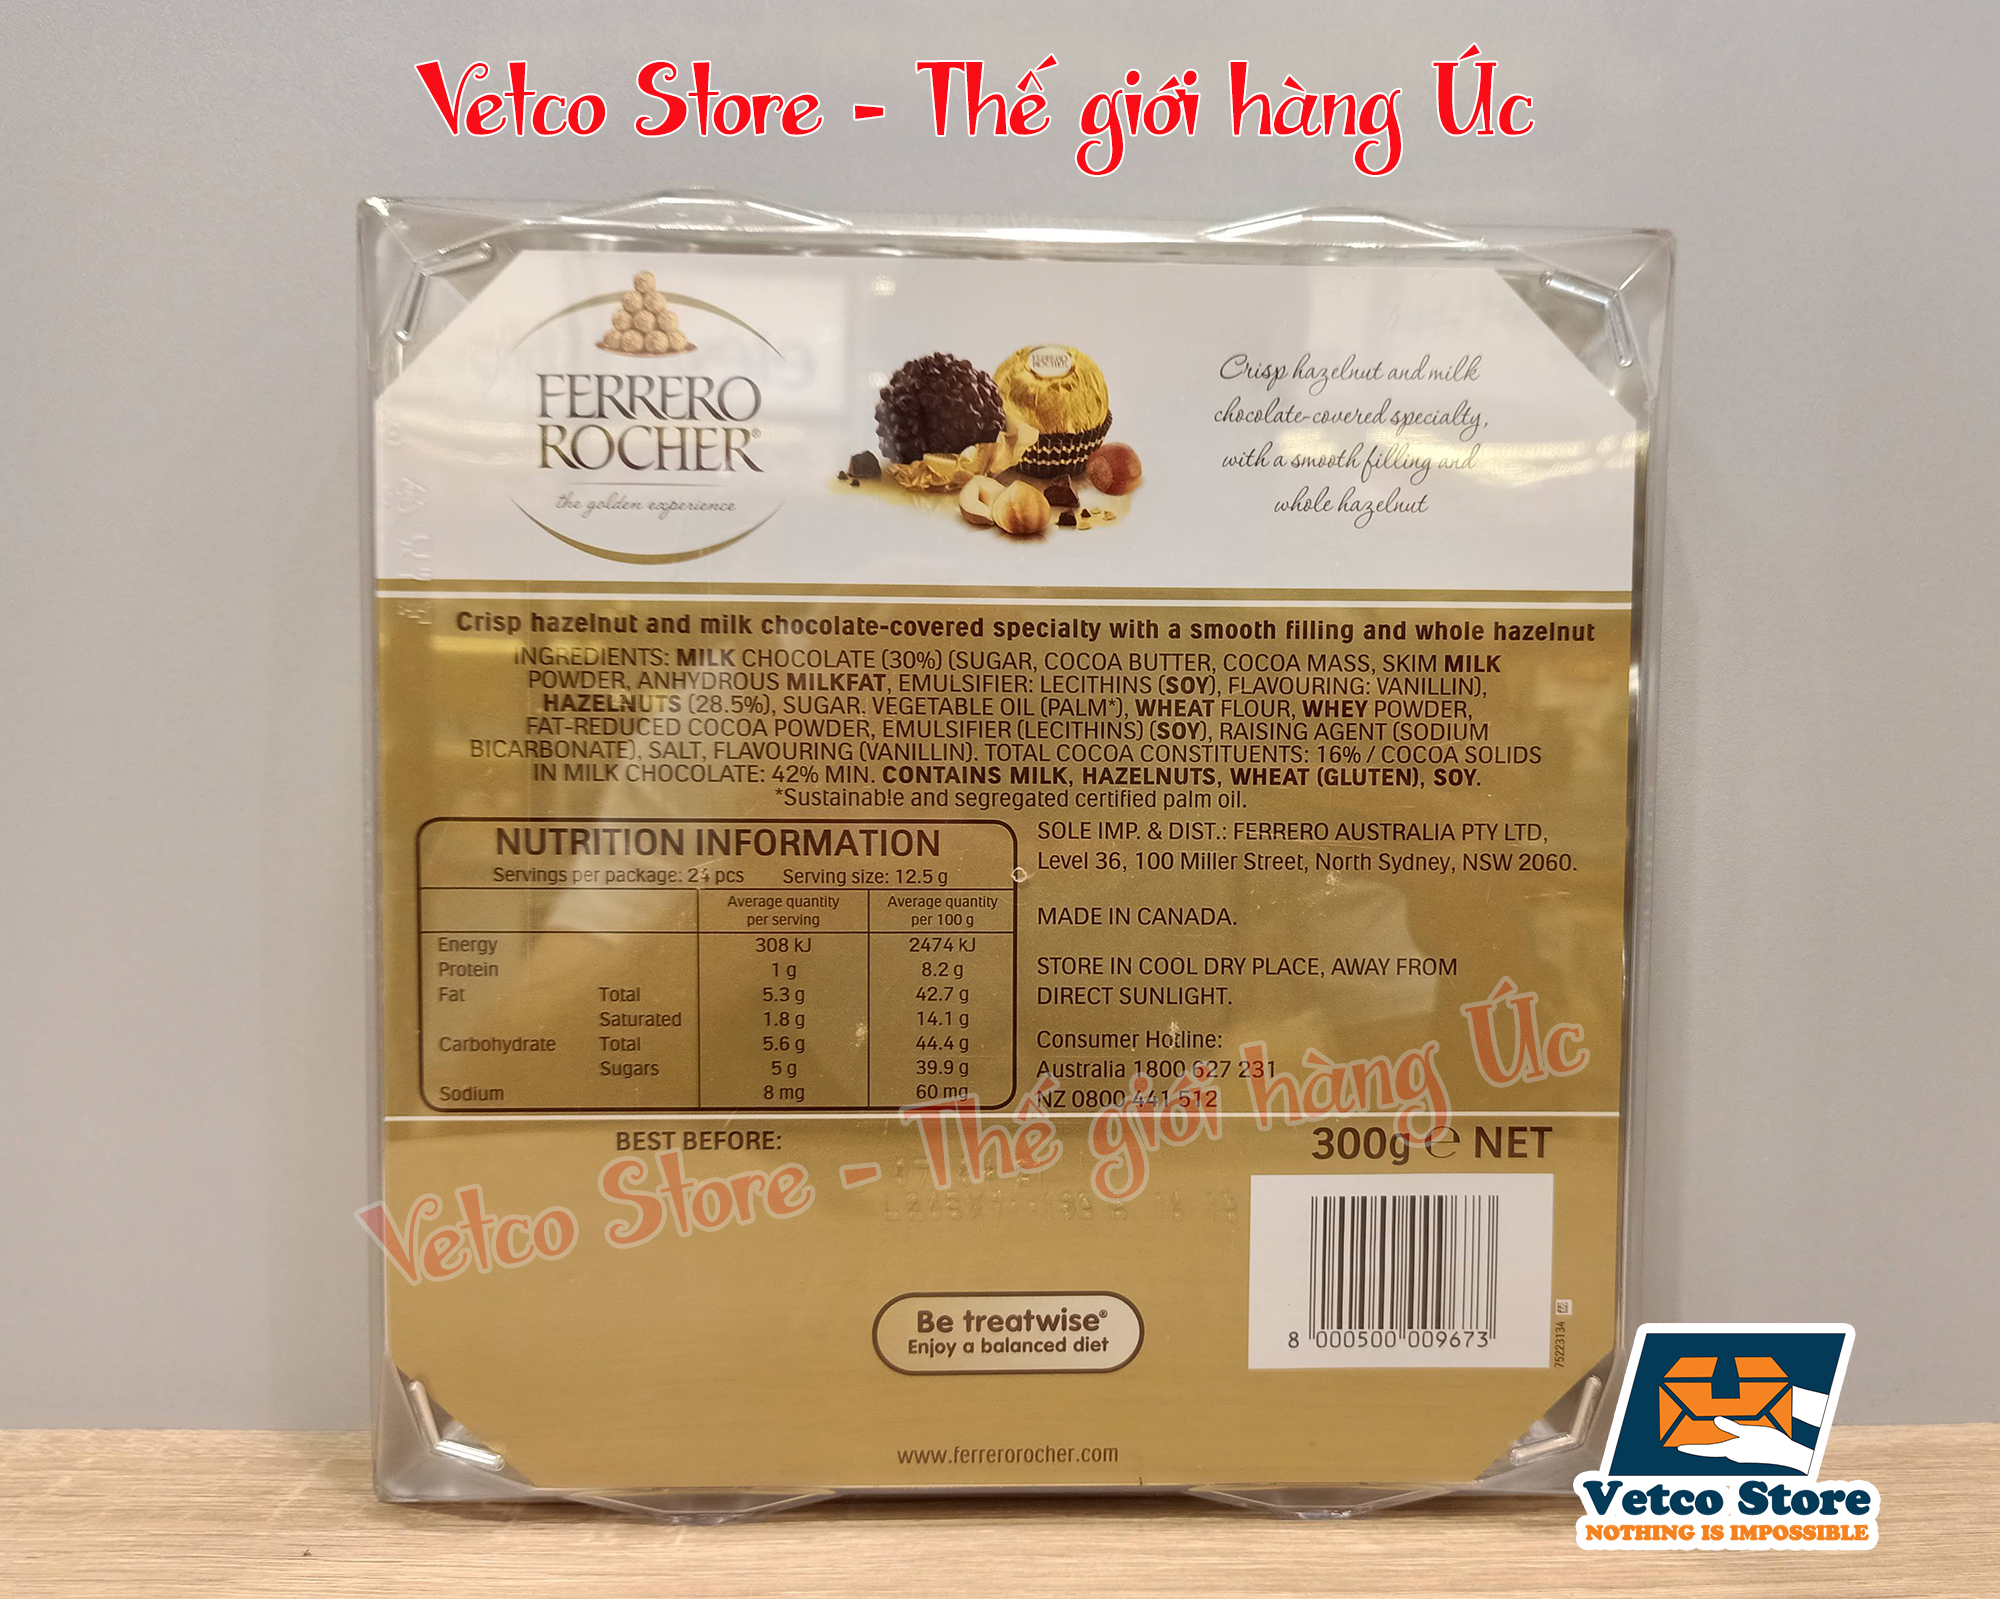 Vetco Store - Thế giới hàng Úc
FERRERO
ROCHER®
the golden experience
FERRERO
ROCHER
Crisp hazelnut and milk
chocolate-covered specialty,
with a smooth filling and
whole hazelnut
Crisp hazelnut and milk chocolate-covered specialty with a smooth filling and whole hazelnut
INGREDIENTS: MILK CHOCOLATE (30%) (SUGAR, COCOA BUTTER, COCOA MASS, SKIM MILK
POWDER, ANHYDROUS MILKFAT, EMULSIFIER: LECITHINS (SOY), FLAVOURING: VANILLIN),
HAZELNUTS (28.5%), SUGAR, VEGETABLE OIL (PALM*), WHEAT FLOUR, WHEY POWDER,
FAT-REDUCED COCOA POWDER, EMULSIFIER (LECITHINS) (SOY), RAISING AGENT (SODIUM
BICARBONATE), SALT, FLAVOURING (VANILLIN). TOTAL COCOA CONSTITUENTS: 16% / COCOA SOLIDS
IN MILK CHOCOLATE: 42% MIN. CONTAINS MILK, HAZELNUTS, WHEAT (GLUTEN), SOY.
*Sustainable and segregated certified palm oil.
NUTRITION INFORMATION
Servings per package: 24 pcs Serving size: 12.5 g
Average quantity per serving Average quantity per 100 g
Energy 308 kJ 2474 kJ
Protein 1 g 8.2 g
Fat Total 5.3 g 42.7 g
Saturated 1.8 g 14.1 g
Carbohydrate Total 5.6 g 44.4 g
Sugars 5 g 39.9 g
Sodium 8 mg 60 mg
SOLE IMP. & DIST.: FERRERO AUSTRALIA PTY LTD,
Level 36, 100 Miller Street, North Sydney, NSW 2060.
MADE IN CANADA.
STORE IN COOL DRY PLACE, AWAY FROM
DIRECT SUNLIGHT.
Consumer Hotline:
Australia 1800 627 231
NZ 0800 441 512
Vetco Store - Thế giới hàng Úc
BEST BEFORE:
300g ℮ NET
Be treatwise®
Enjoy a balanced diet
8 000500 009673
75223134
www.ferrerorocher.com
Vetco Store
NOTHING IS IMPOSSIBLE